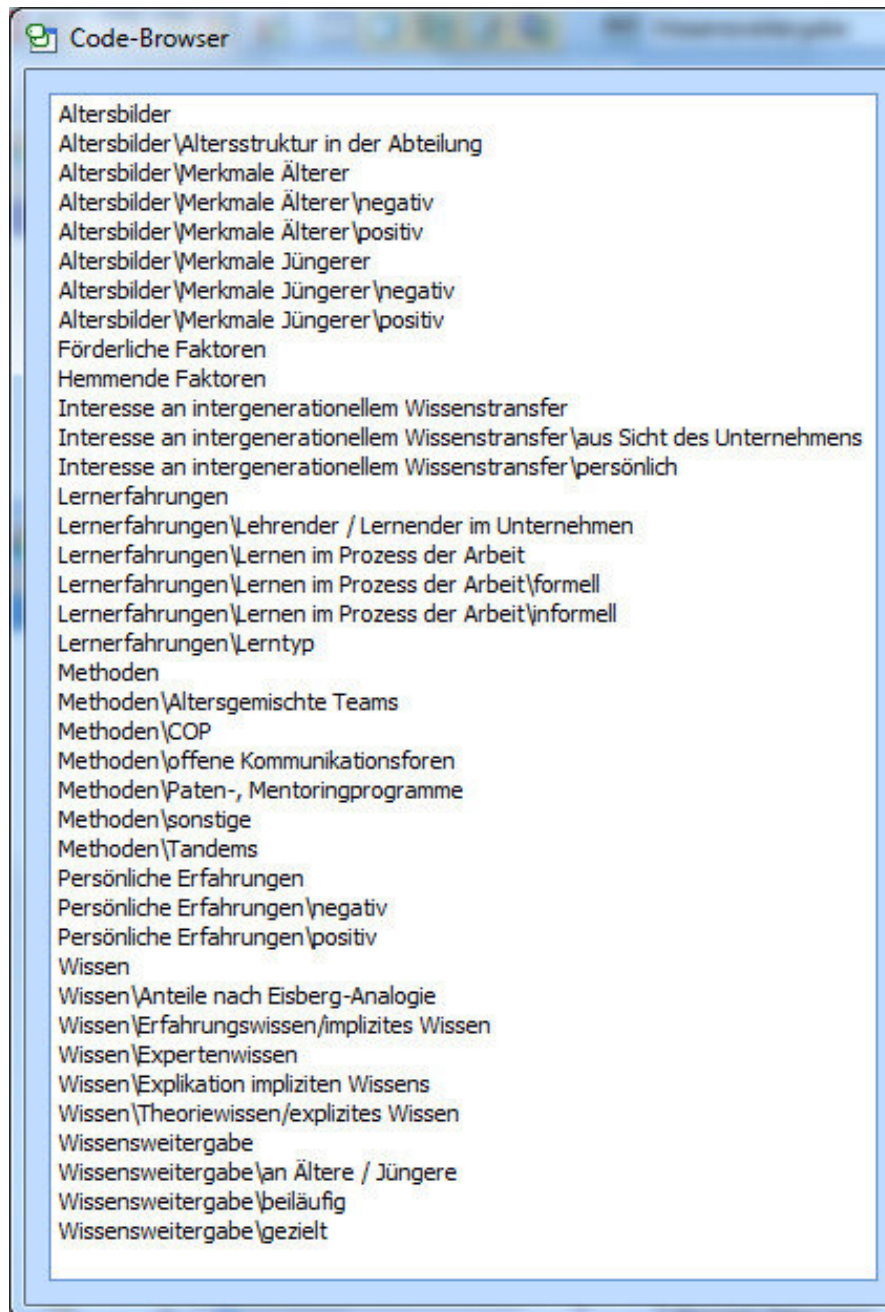 Code-Browser
Altersbilder
Altersbilder\Altersstruktur in der Abteilung
Altersbilder\Merkmale Älterer
Altersbilder\Merkmale Älterer\negativ
Altersbilder\Merkmale Älterer\positiv
Altersbilder\Merkmale Jüngerer
Altersbilder\Merkmale Jüngerer\negativ
Altersbilder\Merkmale Jüngerer\positiv
Förderliche Faktoren
Hemmende Faktoren
Interesse an intergenerationellem Wissenstransfer
Interesse an intergenerationellem Wissenstransfer\aus Sicht des Unternehmens
Interesse an intergenerationellem Wissenstransfer\persönlich
Lernerfahrungen
Lernerfahrungen\Lehrender / Lernender im Unternehmen
Lernerfahrungen\Lernen im Prozess der Arbeit
Lernerfahrungen\Lernen im Prozess der Arbeit\formell
Lernerfahrungen\Lernen im Prozess der Arbeit\informell
Lernerfahrungen\Lerntyp
Methoden
Methoden\Altersgemischte Teams
Methoden\COP
Methoden\offene Kommunikationsforen
Methoden\Paten-, Mentoringprogramme
Methoden\sonstige
Methoden\Tandems
Persönliche Erfahrungen
Persönliche Erfahrungen\negativ
Persönliche Erfahrungen\positiv
Wissen
Wissen\Anteile nach Eisberg-Analogie
Wissen\Erfahrungswissen/implizites Wissen
Wissen\Expertenwissen
Wissen\Explikation impliziten Wissens
Wissen\Theoriewissen/explizites Wissen
Wissensweitergabe
Wissensweitergabe\an Ältere / Jüngere
Wissensweitergabe\beiläufig
Wissensweitergabe\gezielt